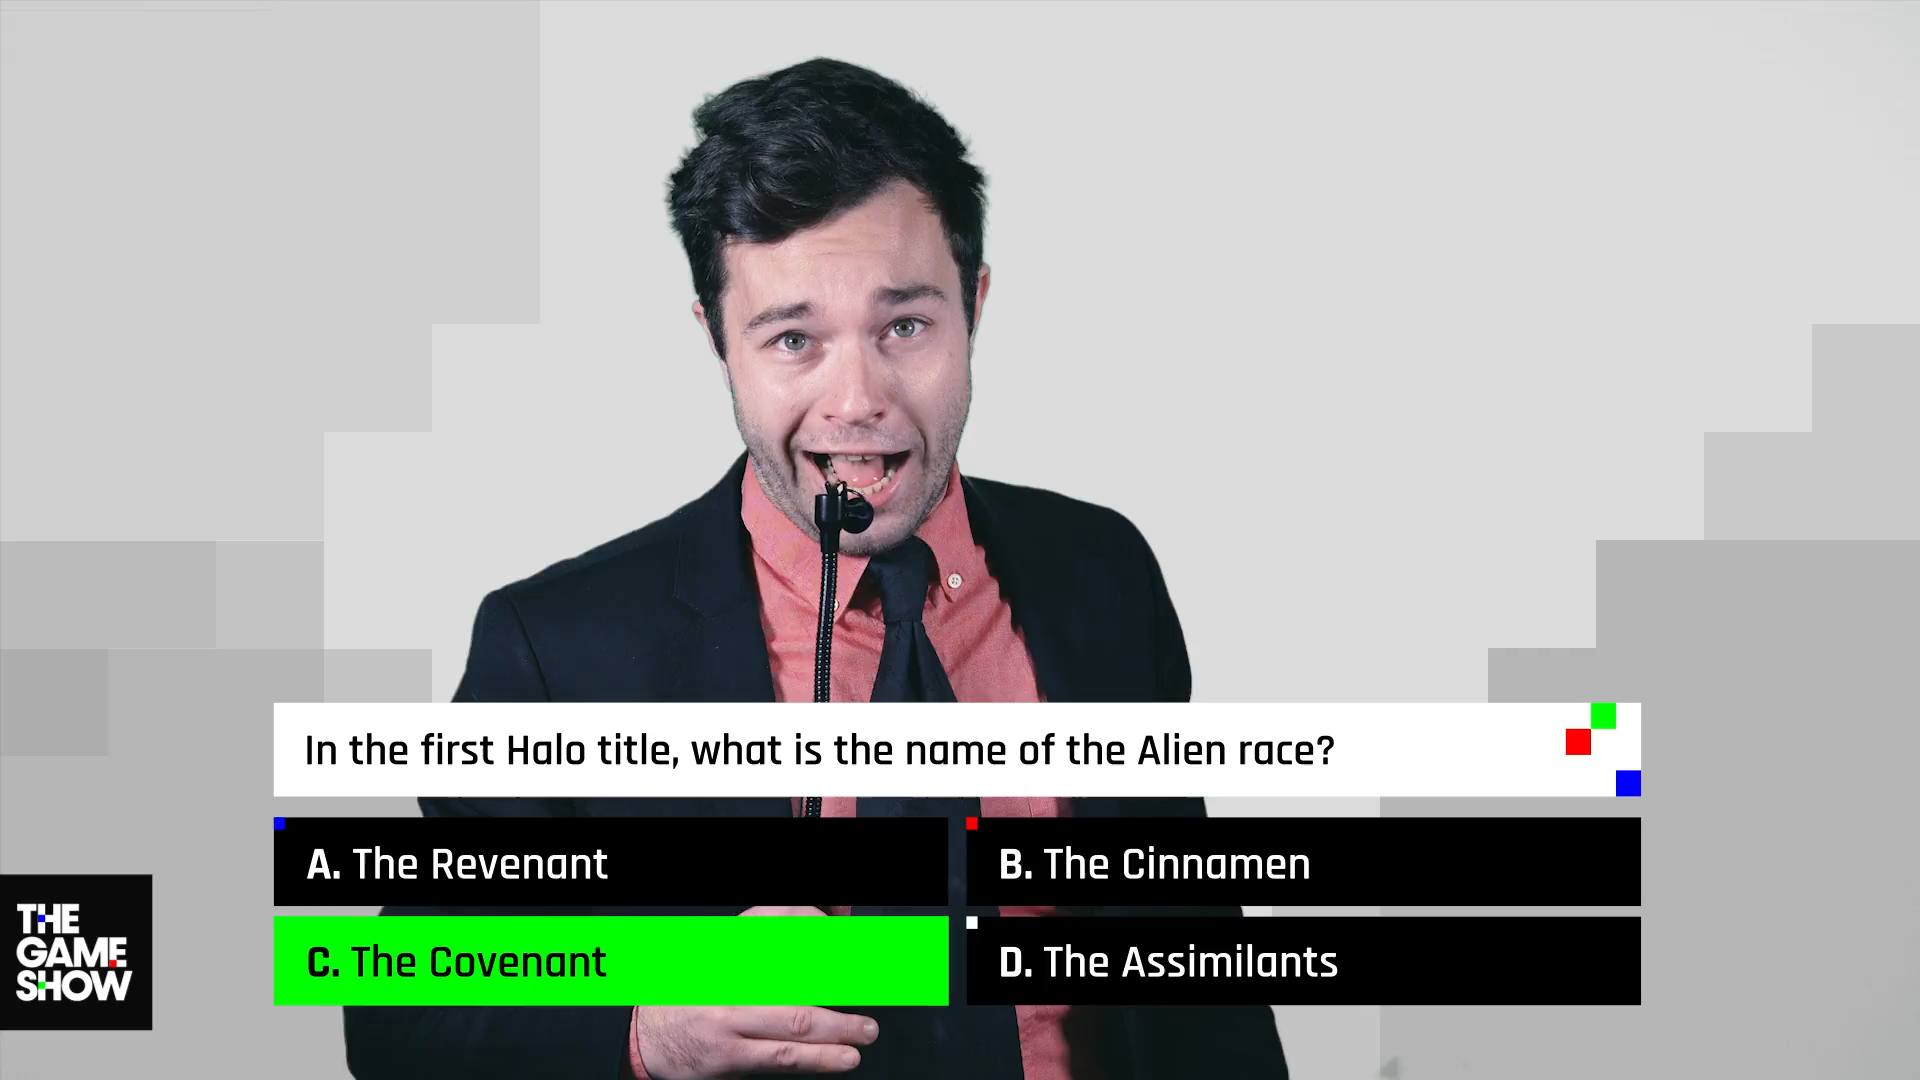 In the first Halo title, what is the name of the Alien race?
A. The Revenant
B. The Cinnamen
C. The Covenant
D. The Assimilants
THE
GAME
SHOW